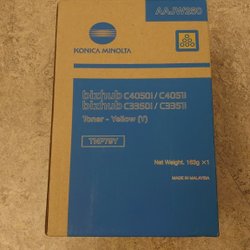 AAJW250
KONICA MINOLTA
bizhub C4050i / C4051i
bizhub C3350i / C3351i
Toner - Yellow (Y)
TNP79Y
Net Weight, 163g ×1
MADE IN MALAYSIA